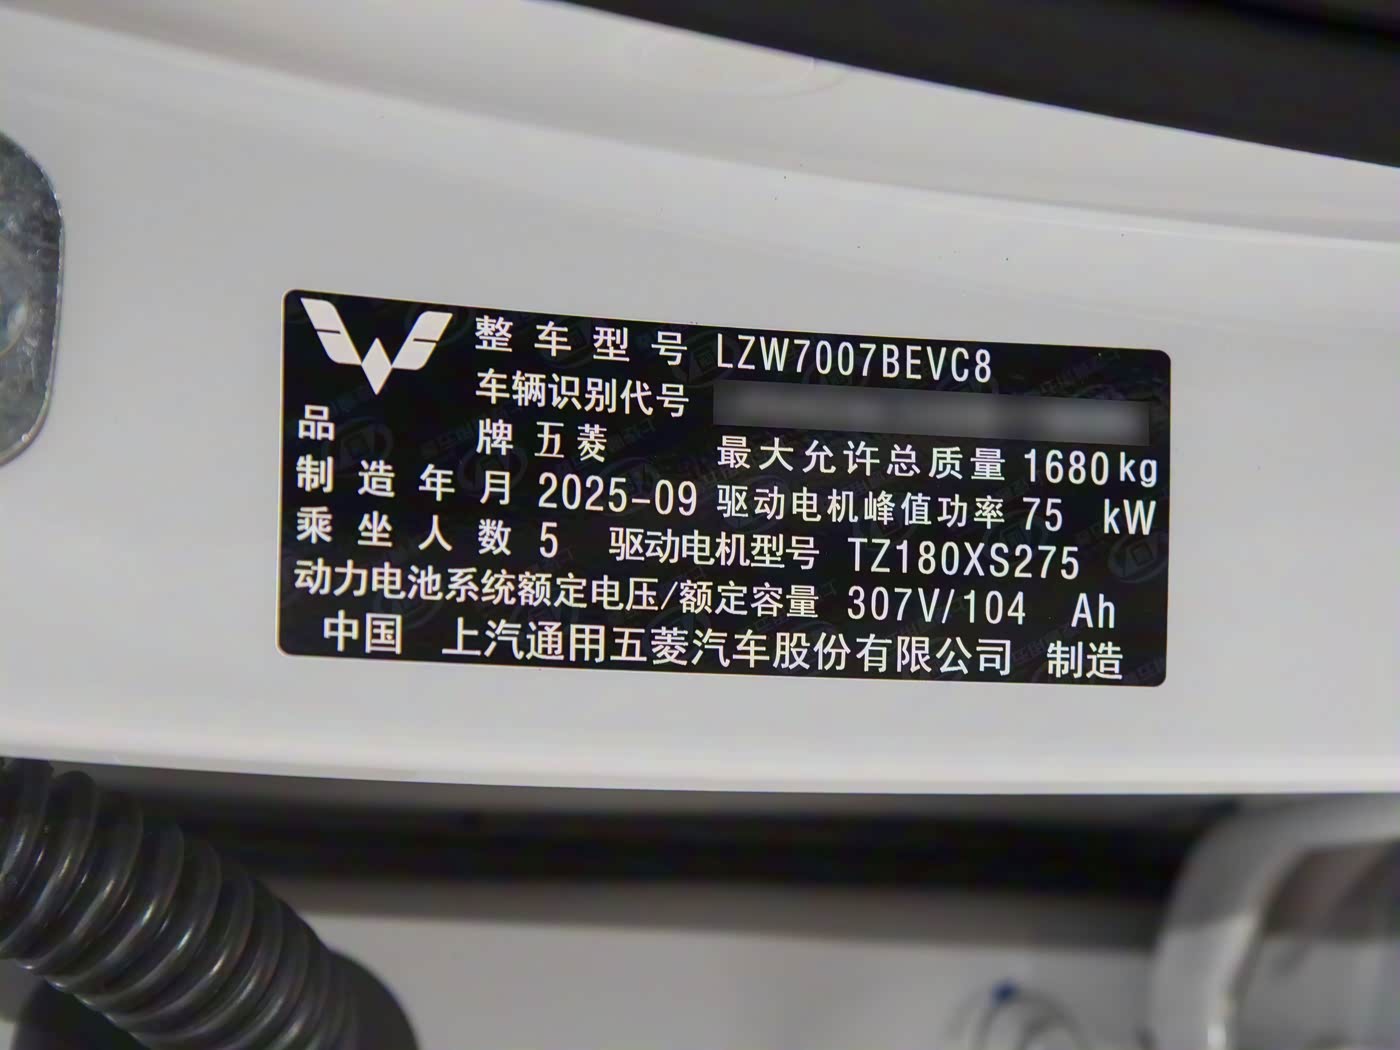 整车型号 LZW7007BEVC8
车辆识别代号
品牌 五菱 最大允许总质量 1680kg
制造年月 2025-09 驱动电机峰值功率 75 kW
乘坐人数 5 驱动电机型号 TZ180XS275
动力电池系统额定电压/额定容量 307V/104 Ah
中国 上汽通用五菱汽车股份有限公司 制造